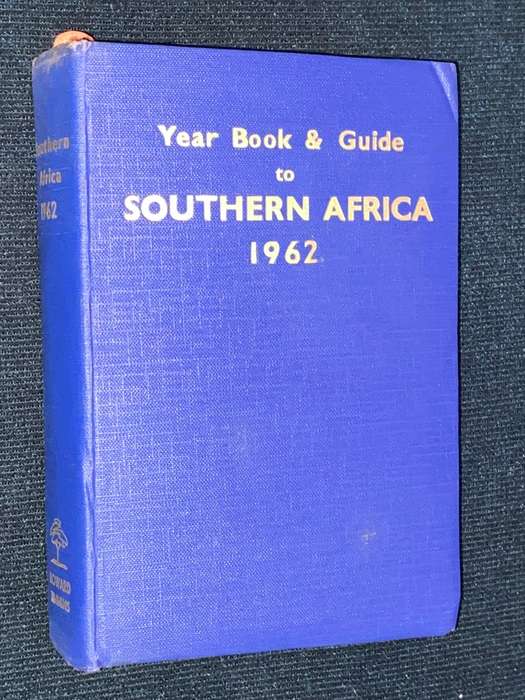 Year Book & Guide
to
SOUTHERN AFRICA
1962
Southern
Africa
1962